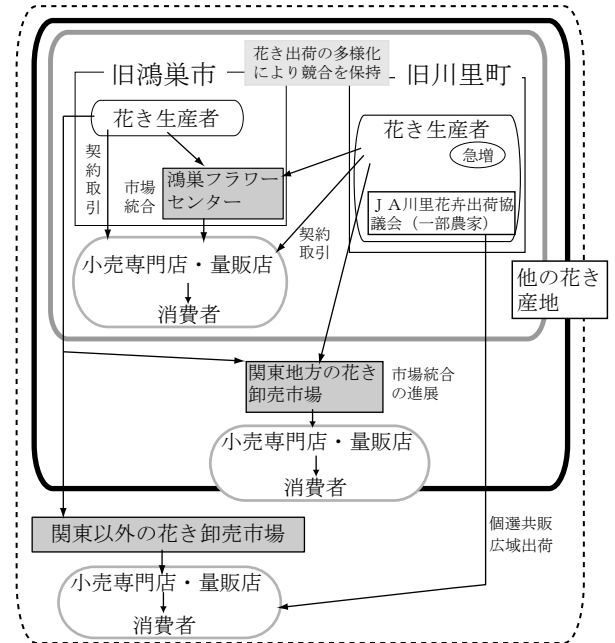 花き出荷の多様化
により競合を保持
旧鴻巣市
旧川里町
花き生産者
花き生産者
急増
契約取引
市場
統合
鴻巣フラワー
センター
ＪＡ川里花卉出荷協
議会（一部農家）
契約
取引
小売専門店・量販店
消費者
他の花き
産地
関東地方の花き
卸売市場
市場統合
の進展
小売専門店・量販店
消費者
関東以外の花き卸売市場
個選共販
広域出荷
小売専門店・量販店
消費者